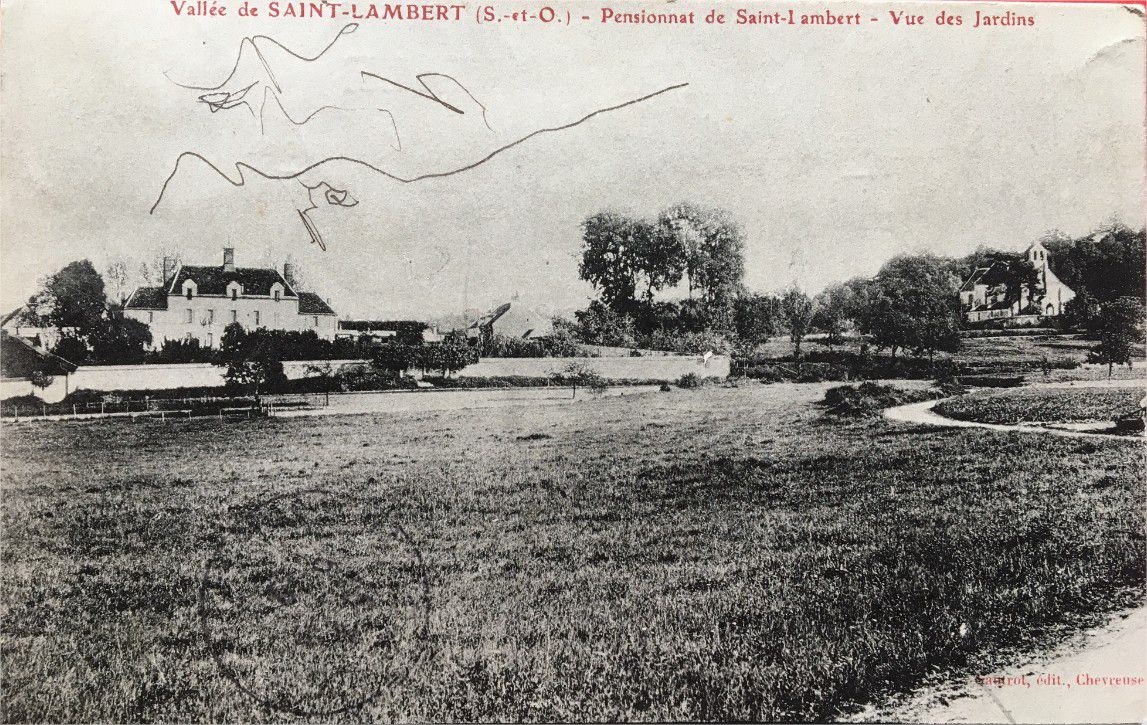 Vallée de SAINT-LAMBERT (S.-et-O.) - Pensionnat de Saint-Lambert - Vue des Jardins
édit., Chevreuse